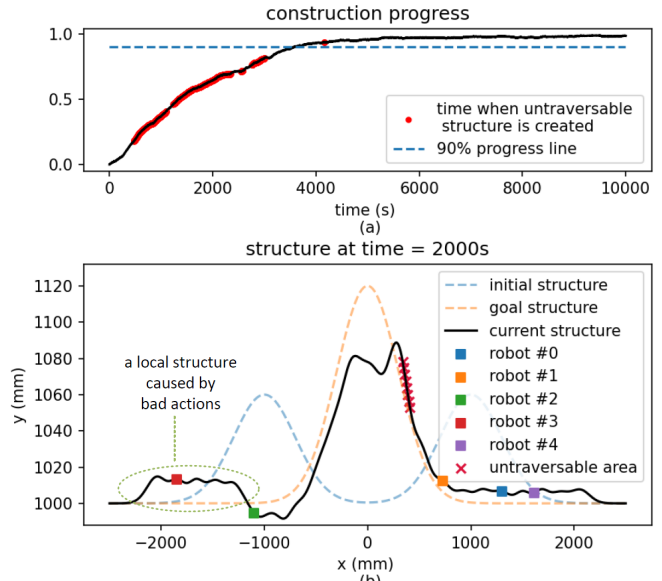 construction progress
1.0
0.5
0.0
time when untraversable
structure is created
90% progress line
0 2000 4000 6000 8000 10000
time (s)
(a)
structure at time = 2000s
y (mm)
1120
1100
1080
1060
1040
1020
1000
a local structure
caused by
bad actions
initial structure
goal structure
current structure
robot #0
robot #1
robot #2
robot #3
robot #4
untraversable area
−2000 −1000 0 1000 2000
x (mm)
(b)